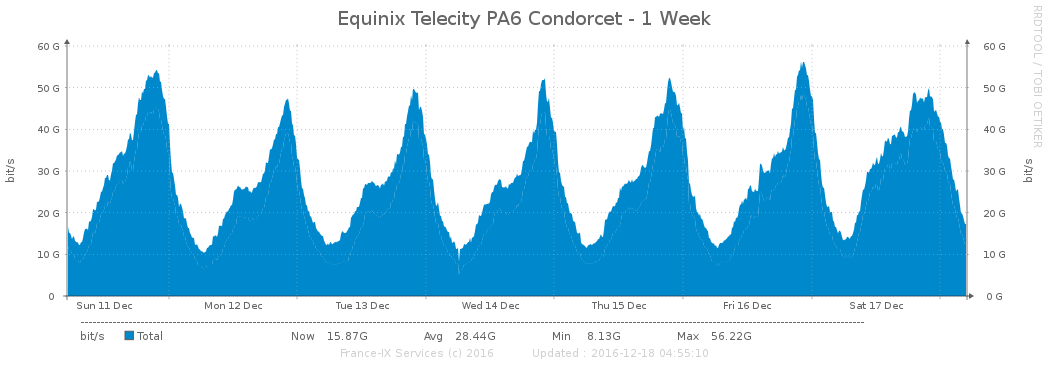 Equinix Telecity PA6 Condorcet - 1 Week
RRDTOOL / TOBI OETIKER
60 G 60 G
50 G 50 G
40 G 40 G
30 G 30 G
20 G 20 G
10 G 10 G
0 0 G
bit/s
bit/s
Sun 11 Dec Mon 12 Dec Tue 13 Dec Wed 14 Dec Thu 15 Dec Fri 16 Dec Sat 17 Dec
bit/s Total Now 15.87G Avg 28.44G Min 8.13G Max 56.22G
France-IX Services (c) 2016 Updated : 2016-12-18 04:55:10